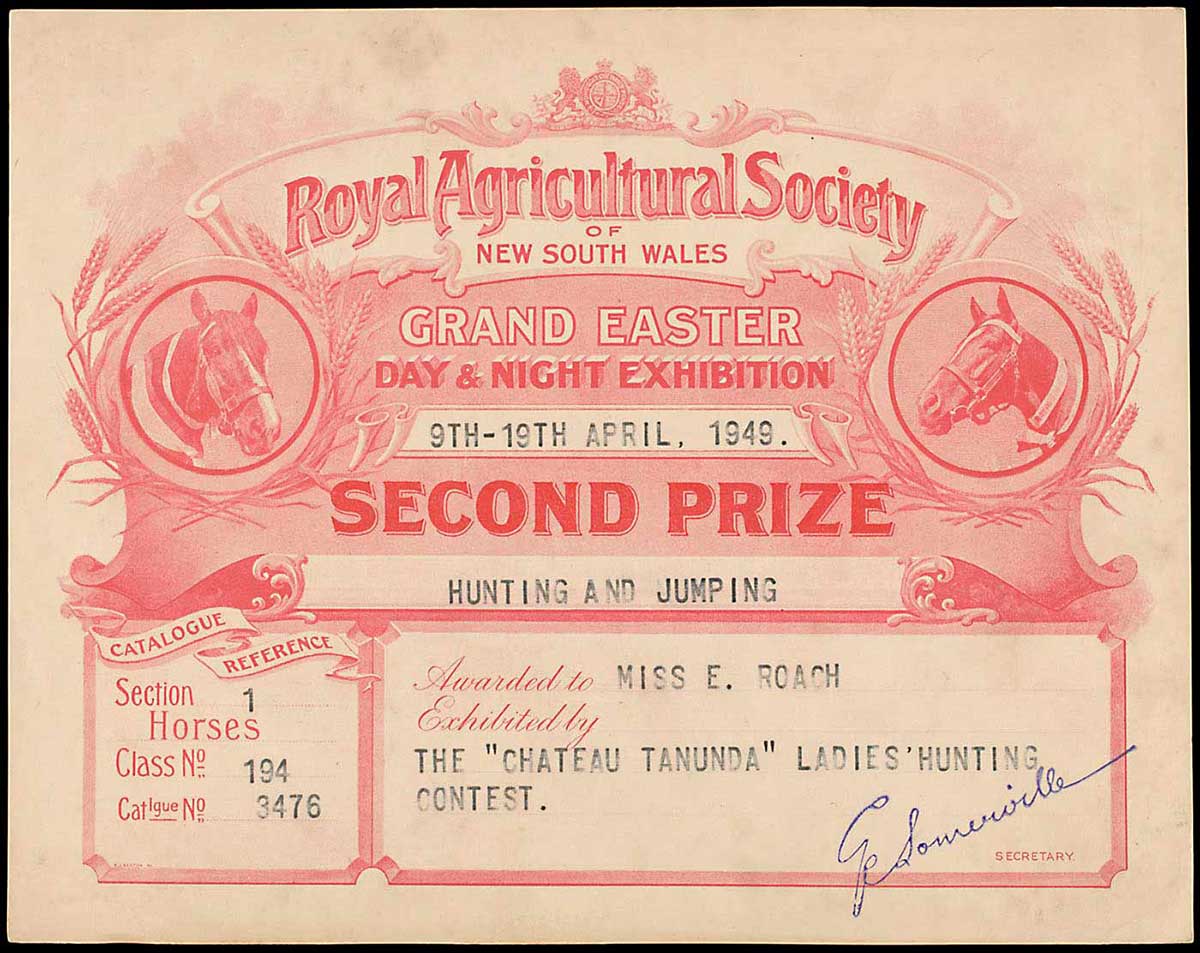 Royal Agricultural Society
OF
NEW SOUTH WALES
GRAND EASTER
DAY & NIGHT EXHIBITION
9TH-19TH APRIL, 1949.
SECOND PRIZE
HUNTING AND JUMPING
CATALOGUE
REFERENCE
Section 1
Horses
Class Nº 194
Catlgue Nº 3476
Awarded to MISS E. ROACH
Exhibited by
THE "CHATEAU TANUNDA" LADIES' HUNTING
CONTEST.
Somerville
SECRETARY.